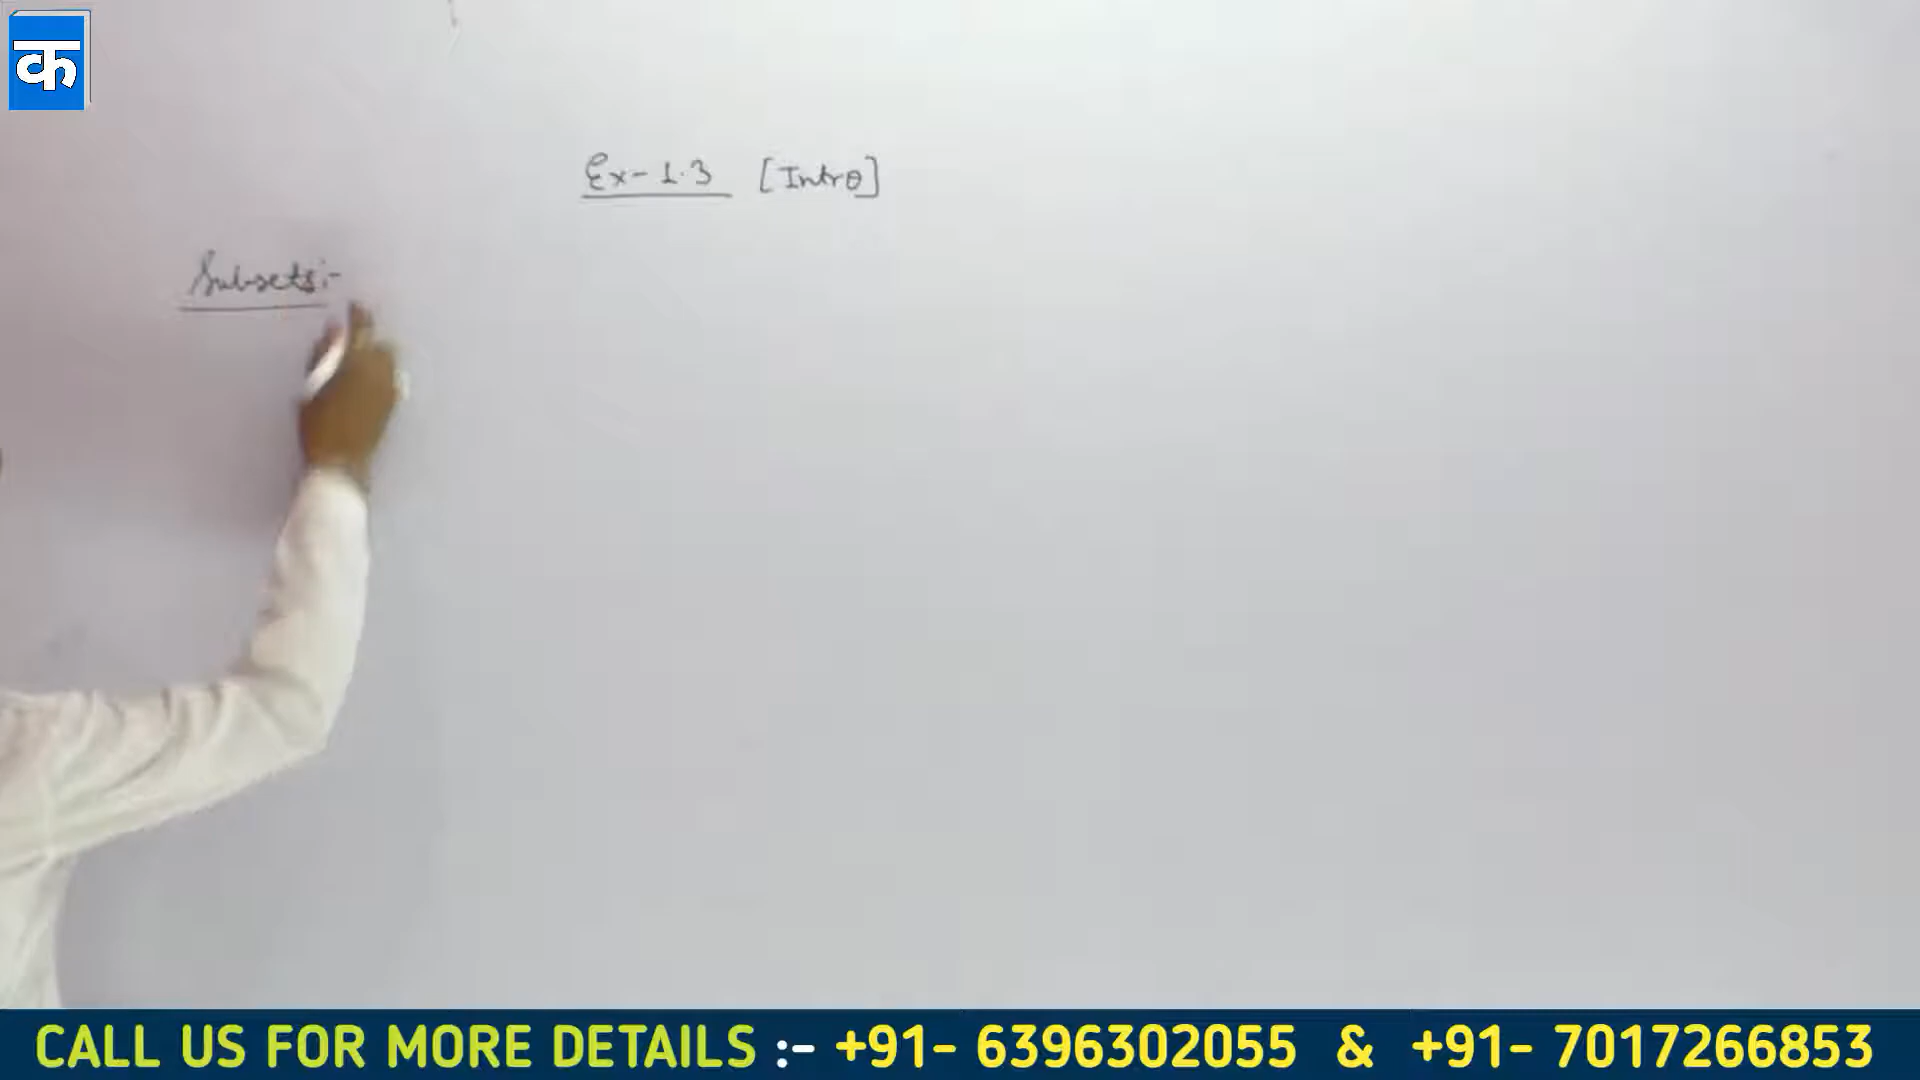 क
Ex-1.3 [Intro]
Subsets:-
CALL US FOR MORE DETAILS :- +91- 6396302055 & +91- 7017266853